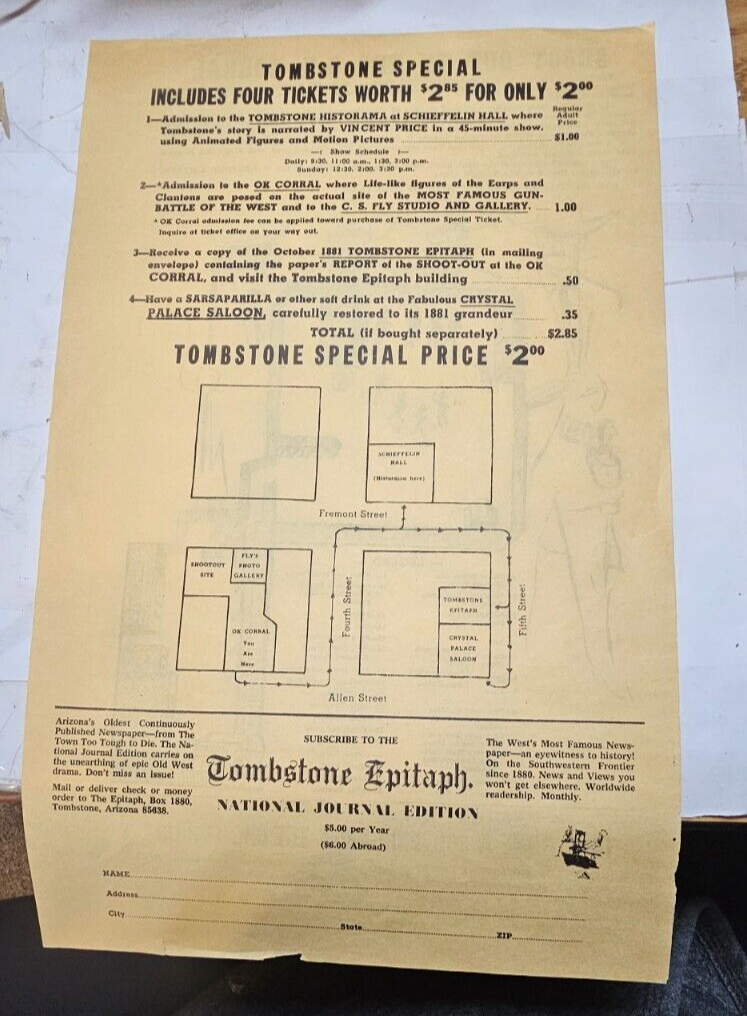 TOMBSTONE SPECIAL
INCLUDES FOUR TICKETS WORTH $2⁸⁵ FOR ONLY $2⁰⁰
Regular
Adult
Price
1—Admission to the TOMBSTONE HISTORAMA at SCHIEFFELIN HALL where
Tombstone's story is narrated by VINCENT PRICE in a 45-minute show,
using Animated Figures and Motion Pictures $1.00
—: Show Schedule :—
Daily: 9:30, 11:00 a.m., 1:30, 3:00 p.m.
Sunday: 12:30, 2:00, 3:30 p.m.
2—*Admission to the OK CORRAL where Life-like figures of the Earps and
Clantons are posed on the actual site of the MOST FAMOUS GUN-
BATTLE OF THE WEST and to the C. S. FLY STUDIO AND GALLERY. 1.00
* OK Corral admission fee can be applied toward purchase of Tombstone Special Ticket.
Inquire at ticket office on your way out.
3—Receive a copy of the October 1881 TOMBSTONE EPITAPH (in mailing
envelope) containing the paper's REPORT of the SHOOT-OUT at the OK
CORRAL, and visit the Tombstone Epitaph building .50
4—Have a SARSAPARILLA or other soft drink at the Fabulous CRYSTAL
PALACE SALOON, carefully restored to its 1881 grandeur .35
TOTAL (if bought separately) $2.85
TOMBSTONE SPECIAL PRICE $2⁰⁰
SCHIEFFELIN
HALL
(Historama here)
Fremont Street
SHOOTOUT
SITE
FLY'S
PHOTO
GALLERY
OK CORRAL
You
Are
Here
Fourth Street
TOMBSTONE
EPITAPH
CRYSTAL
PALACE
SALOON
Fifth Street
Allen Street
Arizona's Oldest Continuously
Published Newspaper—from The
Town Too Tough to Die. The Na-
tional Journal Edition carries on
the unearthing of epic Old West
drama. Don't miss an issue!
Mail or deliver check or money
order to The Epitaph, Box 1880,
Tombstone, Arizona 85638.
SUBSCRIBE TO THE
Tombstone Epitaph.
NATIONAL JOURNAL EDITION
$5.00 per Year
($6.00 Abroad)
The West's Most Famous News-
paper—an eyewitness to history!
On the Southwestern Frontier
since 1880. News and Views you
won't get elsewhere. Worldwide
readership. Monthly.
NAME
Address
City State ZIP